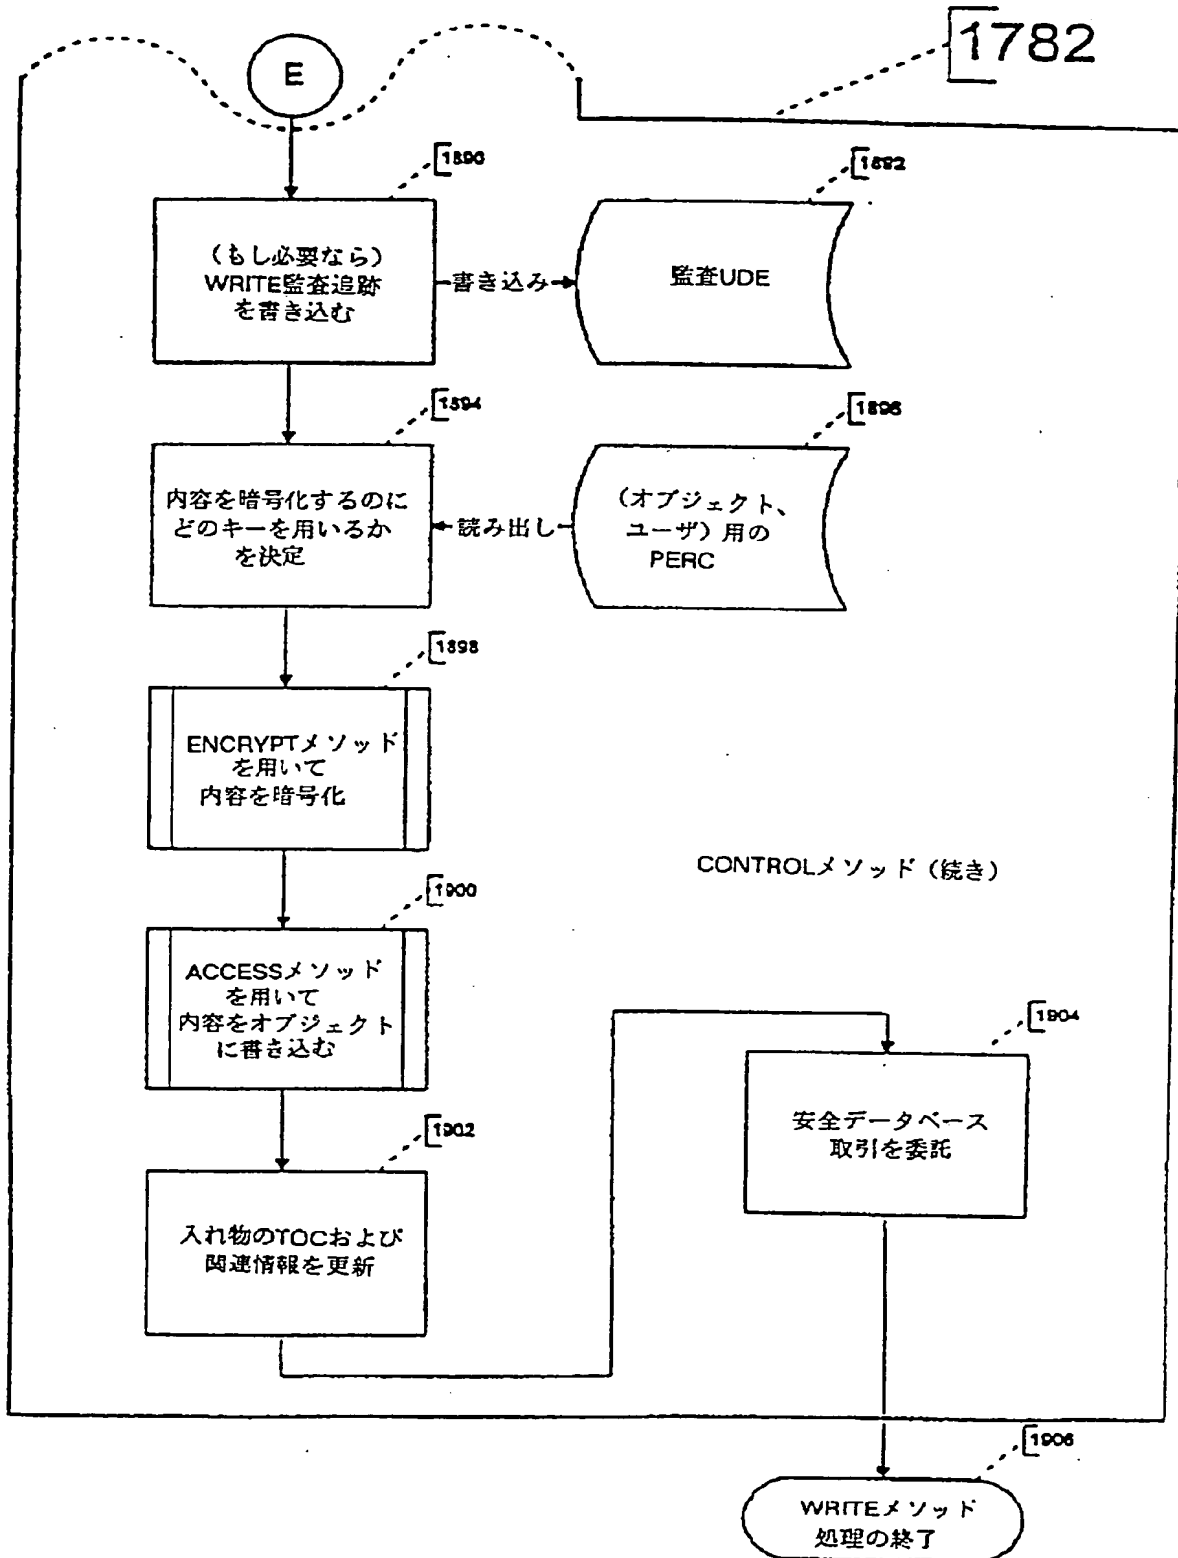 1782
E
1890
(もし必要なら)
WRITE監査追跡
を書き込む
書き込み
1892
監査UDE
1894
内容を暗号化するのに
どのキーを用いるか
を決定
読み出し
1896
(オブジェクト、
ユーザ)用の
PERC
1898
ENCRYPTメソッド
を用いて
内容を暗号化
CONTROLメソッド(続き)
1900
ACCESSメソッド
を用いて
内容をオブジェクト
に書き込む
1902
入れ物のTOCおよび
関連情報を更新
1904
安全データベース
取引を委託
1906
WRITEメソッド
処理の終了